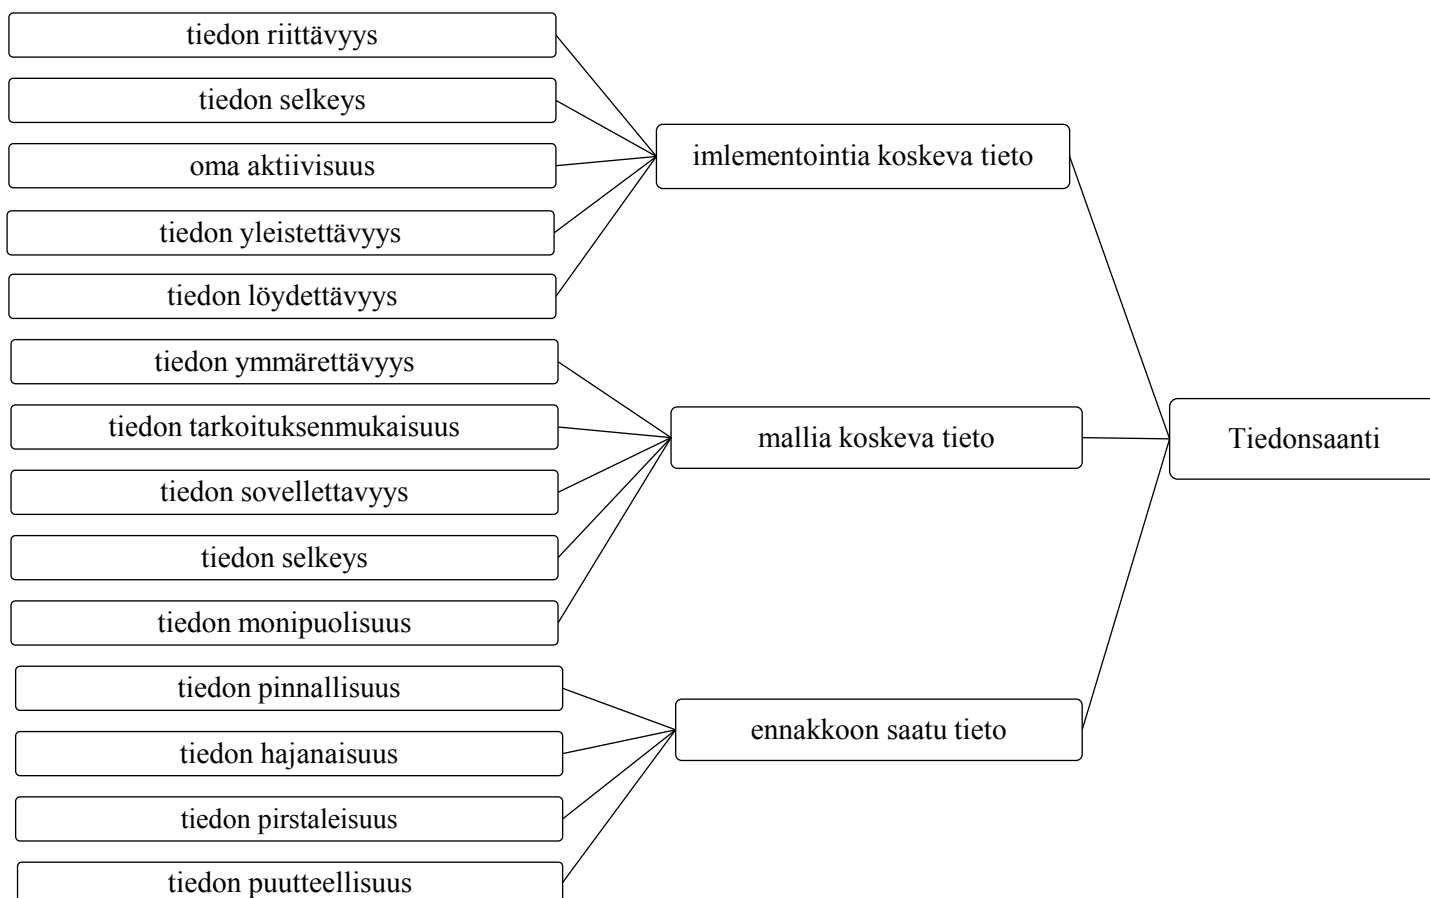 tiedon riittävyys
tiedon selkeys
oma aktiivisuus
tiedon yleistettävyys
tiedon löydettävyys
imlementointia koskeva tieto
tiedon ymmärettävyys
tiedon tarkoituksenmukaisuus
tiedon sovellettavyys
tiedon selkeys
tiedon monipuolisuus
mallia koskeva tieto
tiedon pinnallisuus
tiedon hajanaisuus
tiedon pirstaleisuus
tiedon puutteellisuus
ennakkoon saatu tieto
Tiedonsaanti